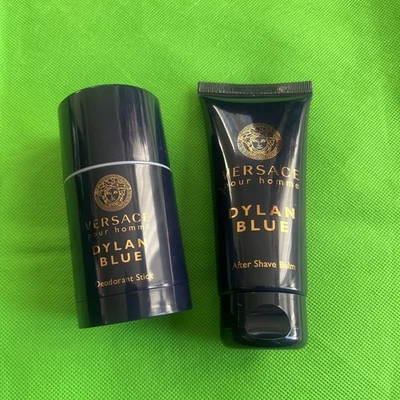 VERSACE
pour homme
DYLAN
BLUE
Deodorant Stick
VERSACE
pour homme
DYLAN
BLUE
After Shave Balm